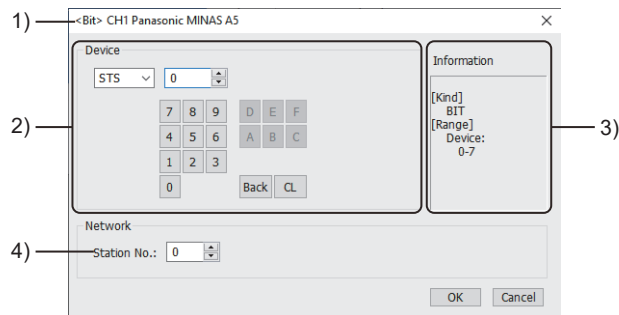 1) <Bit> CH1 Panasonic MINAS A5
Device
Information
STS 0
[Kind]
BIT
[Range]
Device:
0-7
7 8 9 D E F
2) 3)
4 5 6 A B C
1 2 3
0 Back CL
Network
4) Station No.: 0
OK Cancel